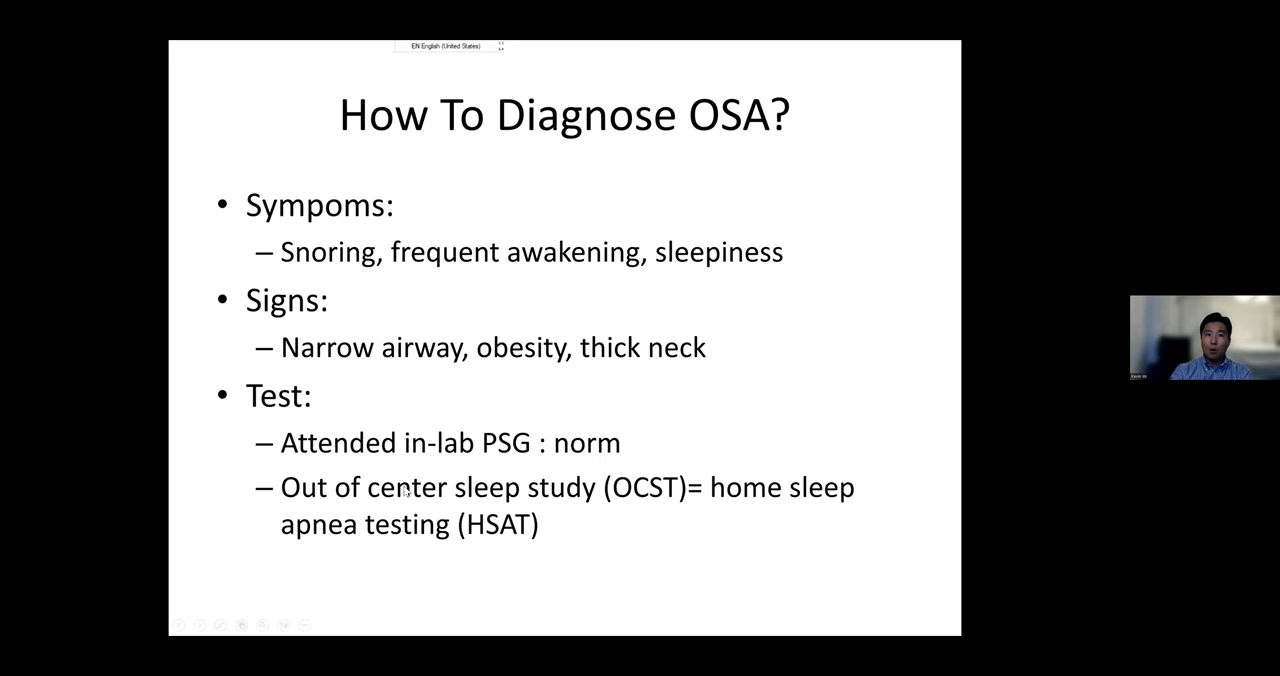 EN English (United States)
How To Diagnose OSA?
• Sympoms:
– Snoring, frequent awakening, sleepiness
• Signs:
– Narrow airway, obesity, thick neck
• Test:
– Attended in-lab PSG : norm
– Out of center sleep study (OCST)= home sleep
apnea testing (HSAT)